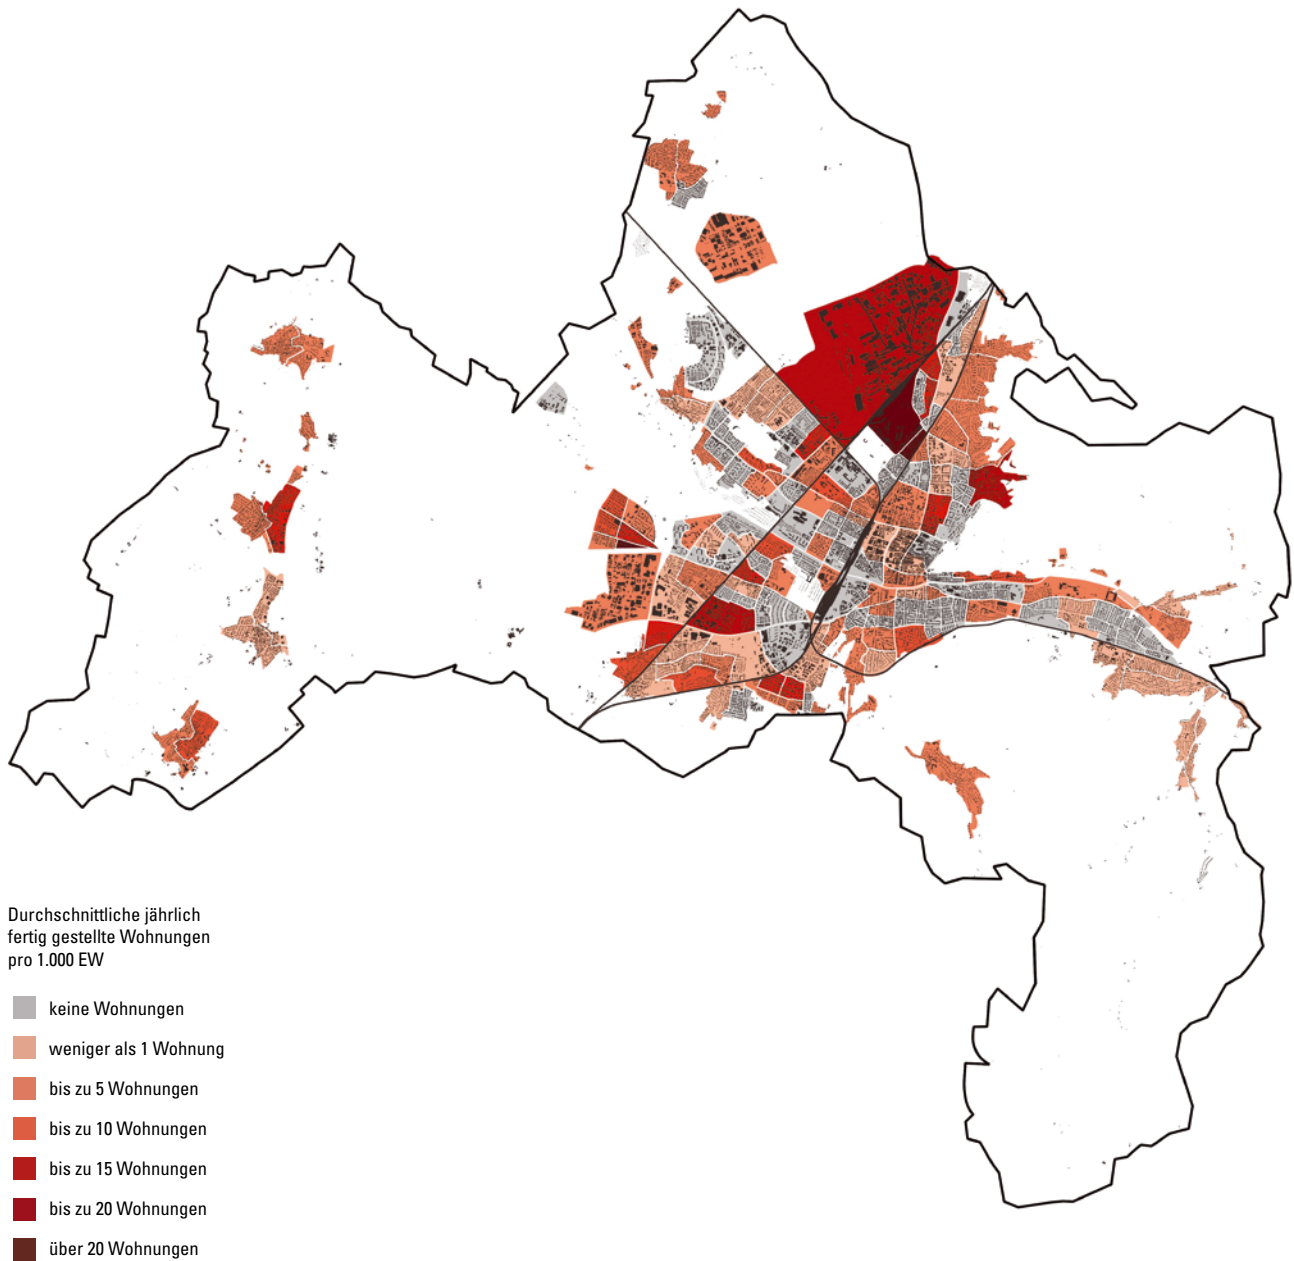 Durchschnittliche jährlich
fertig gestellte Wohnungen
pro 1.000 EW
keine Wohnungen
weniger als 1 Wohnung
bis zu 5 Wohnungen
bis zu 10 Wohnungen
bis zu 15 Wohnungen
bis zu 20 Wohnungen
über 20 Wohnungen